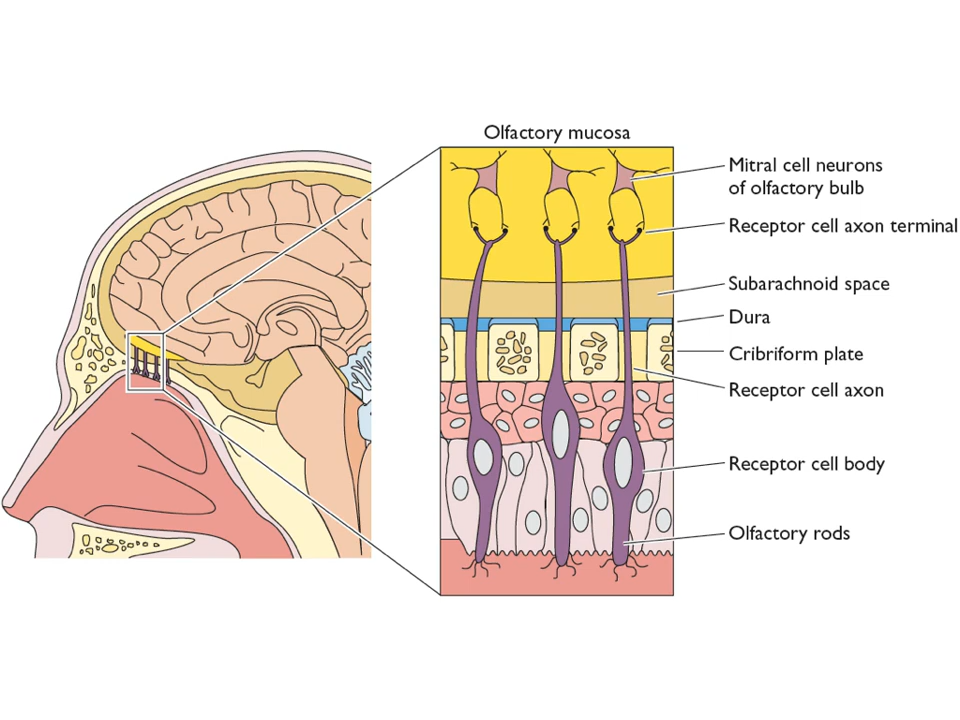 Olfactory mucosa
Mitral cell neurons
of olfactory bulb
Receptor cell axon terminal
Subarachnoid space
Dura
Cribriform plate
Receptor cell axon
Receptor cell body
Olfactory rods